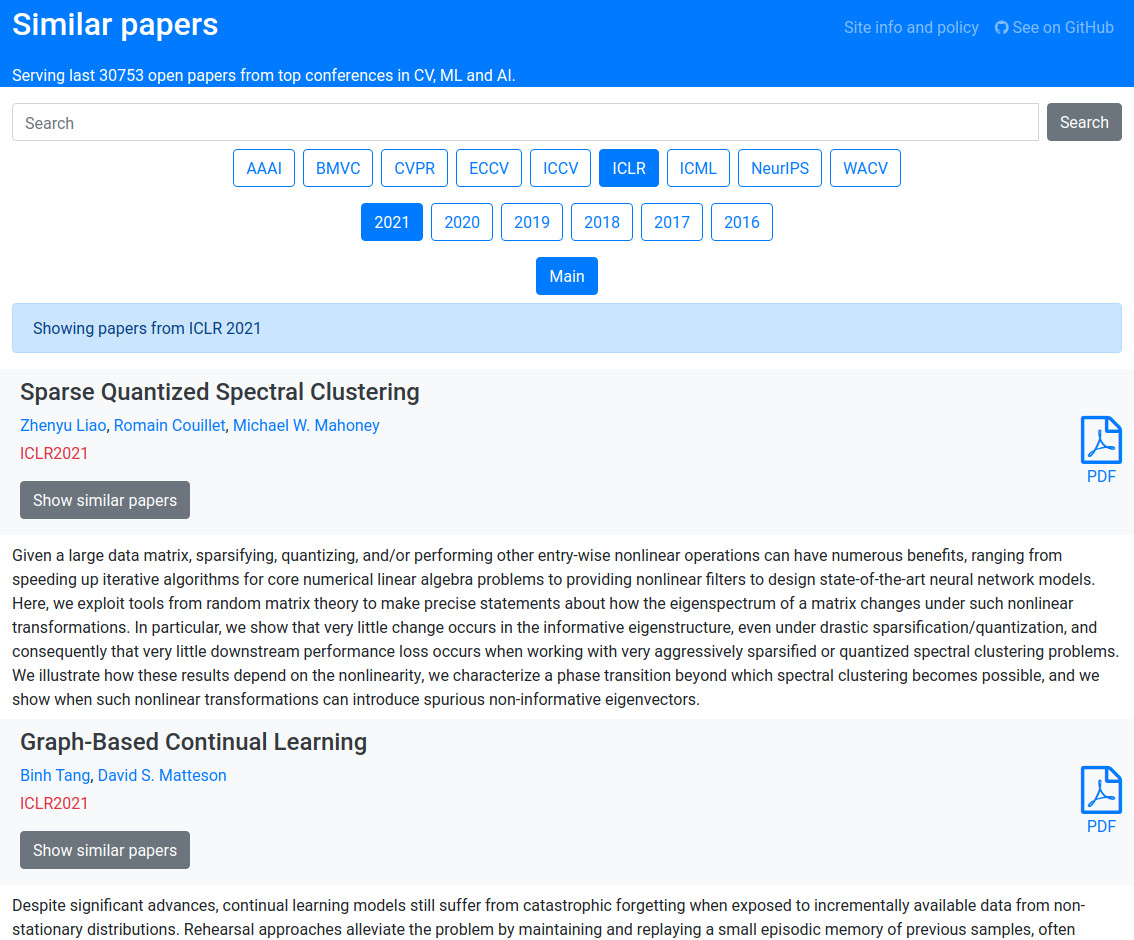 Similar papers
Site info and policy See on GitHub
Serving last 30753 open papers from top conferences in CV, ML and AI.
Search Search
AAAI BMVC CVPR ECCV ICCV ICLR ICML NeurIPS WACV
2021 2020 2019 2018 2017 2016
Main
Showing papers from ICLR 2021
Sparse Quantized Spectral Clustering
Zhenyu Liao, Romain Couillet, Michael W. Mahoney
ICLR2021
PDF
Show similar papers
Given a large data matrix, sparsifying, quantizing, and/or performing other entry-wise nonlinear operations can have numerous benefits, ranging from
speeding up iterative algorithms for core numerical linear algebra problems to providing nonlinear filters to design state-of-the-art neural network models.
Here, we exploit tools from random matrix theory to make precise statements about how the eigenspectrum of a matrix changes under such nonlinear
transformations. In particular, we show that very little change occurs in the informative eigenstructure, even under drastic sparsification/quantization, and
consequently that very little downstream performance loss occurs when working with very aggressively sparsified or quantized spectral clustering problems.
We illustrate how these results depend on the nonlinearity, we characterize a phase transition beyond which spectral clustering becomes possible, and we
show when such nonlinear transformations can introduce spurious non-informative eigenvectors.
Graph-Based Continual Learning
Binh Tang, David S. Matteson
ICLR2021
PDF
Show similar papers
Despite significant advances, continual learning models still suffer from catastrophic forgetting when exposed to incrementally available data from non-
stationary distributions. Rehearsal approaches alleviate the problem by maintaining and replaying a small episodic memory of previous samples, often